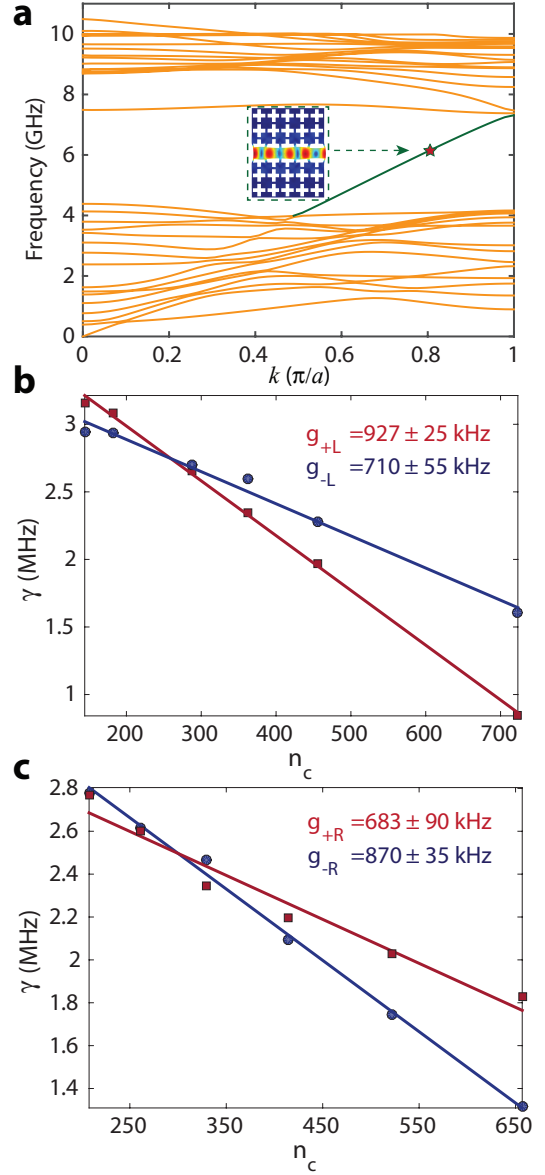 a
10
8
6
4
2
0
Frequency (GHz)
0
0.2
0.4
0.6
0.8
1
k (π/a)
b
g+L =927 ± 25 kHz
g-L =710 ± 55 kHz
3
2.5
2
1.5
1
γ (MHz)
200
300
400
500
600
700
nc
c
g+R =683 ± 90 kHz
g-R =870 ± 35 kHz
2.8
2.6
2.4
2.2
2
1.8
1.6
1.4
γ (MHz)
250
350
450
550
650
nc